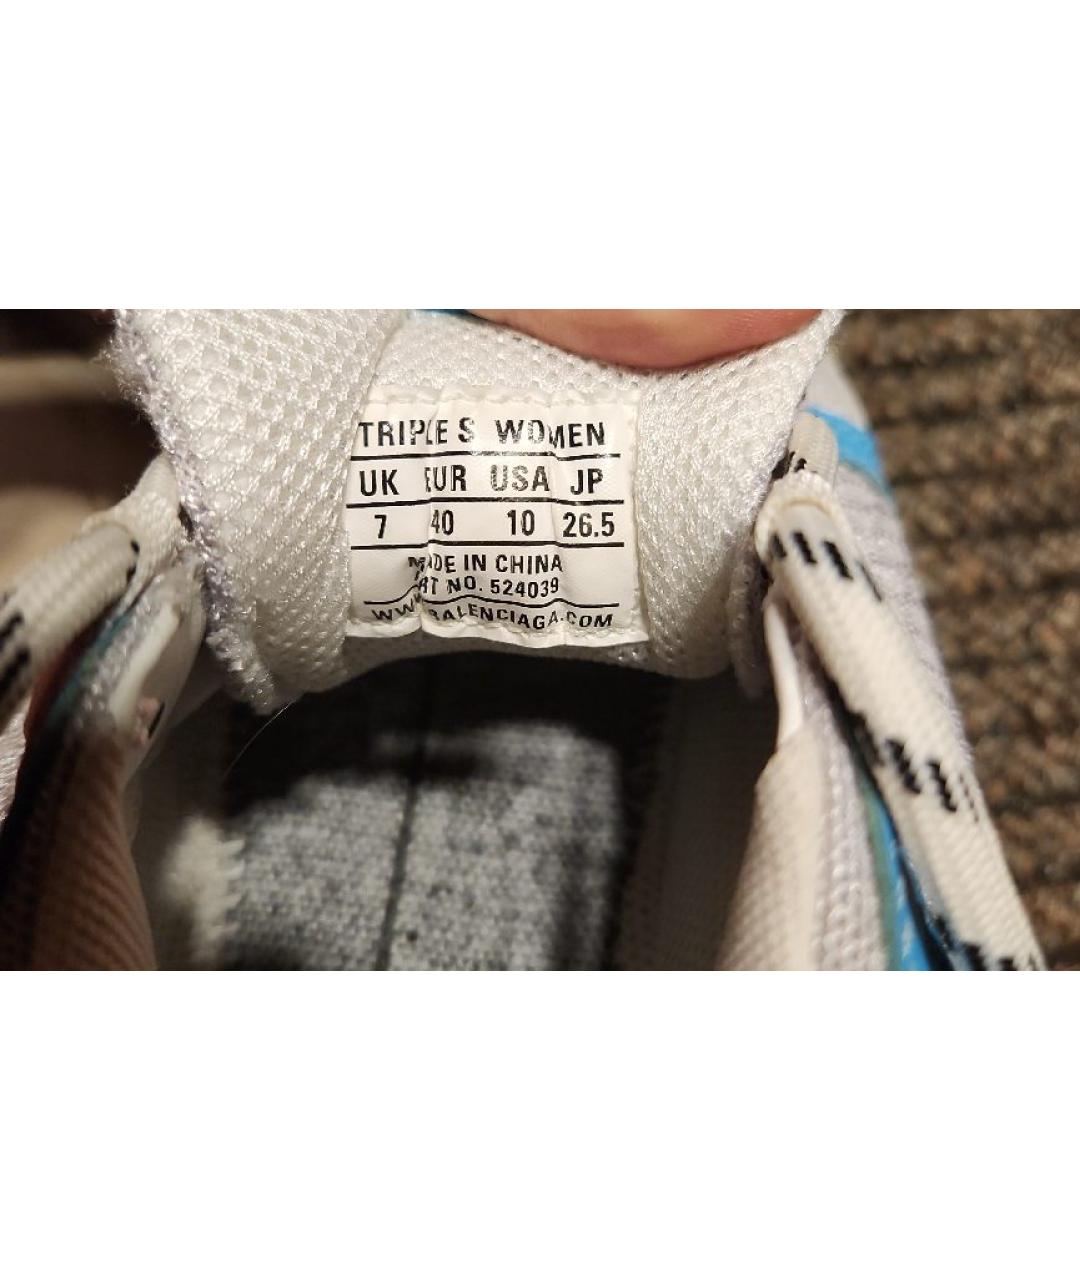 TRIPLE S WOMEN
UK EUR USA JP
7 40 10 26.5
MADE IN CHINA
RT NO. 524039
WWW.BALENCIAGA.COM